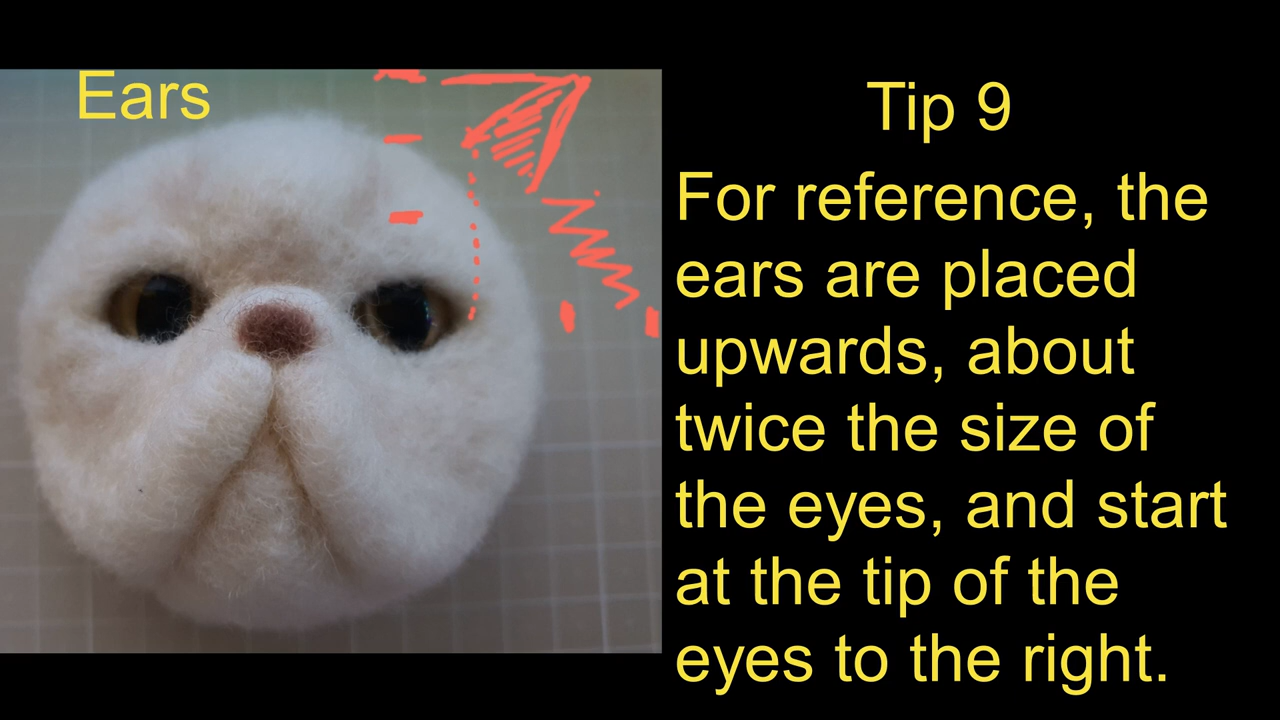 Ears
Tip 9
For reference, the
ears are placed
upwards, about
twice the size of
the eyes, and start
at the tip of the
eyes to the right.